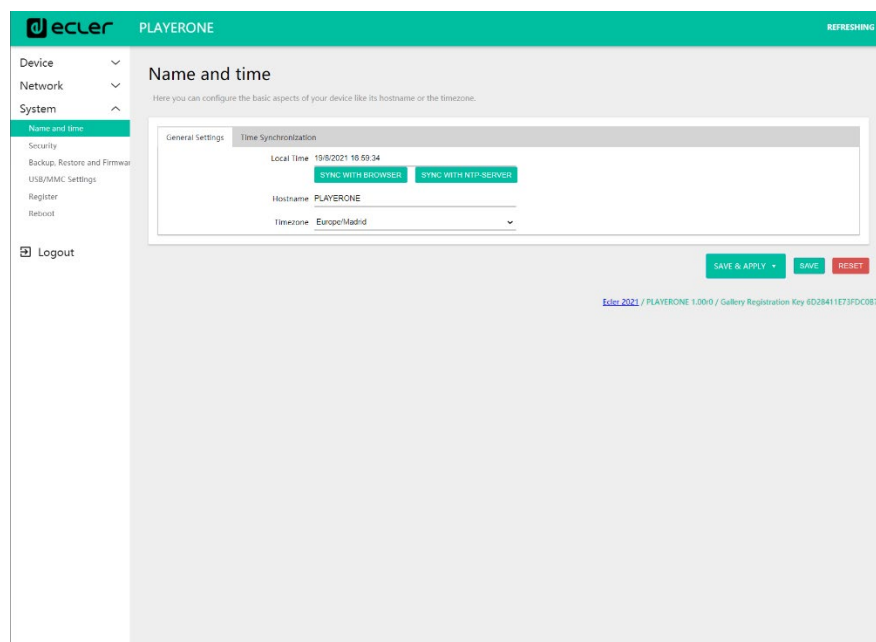 ecler PLAYERONE REFRESHING
Device
Network
System
Name and time
Security
Backup, Restore and Firmwar
USB/MMC Settings
Register
Reboot
Logout
Name and time
Here you can configure the basic aspects of your device like its hostname or the timezone.
General Settings Time Synchronization
Local Time 19/8/2021 16:59:34
SYNC WITH BROWSER SYNC WITH NTP-SERVER
Hostname PLAYERONE
Timezone Europe/Madrid
SAVE & APPLY SAVE RESET
Ecler 2021 / PLAYERONE 1.00r0 / Gallery Registration Key 6D28411E73FDC087